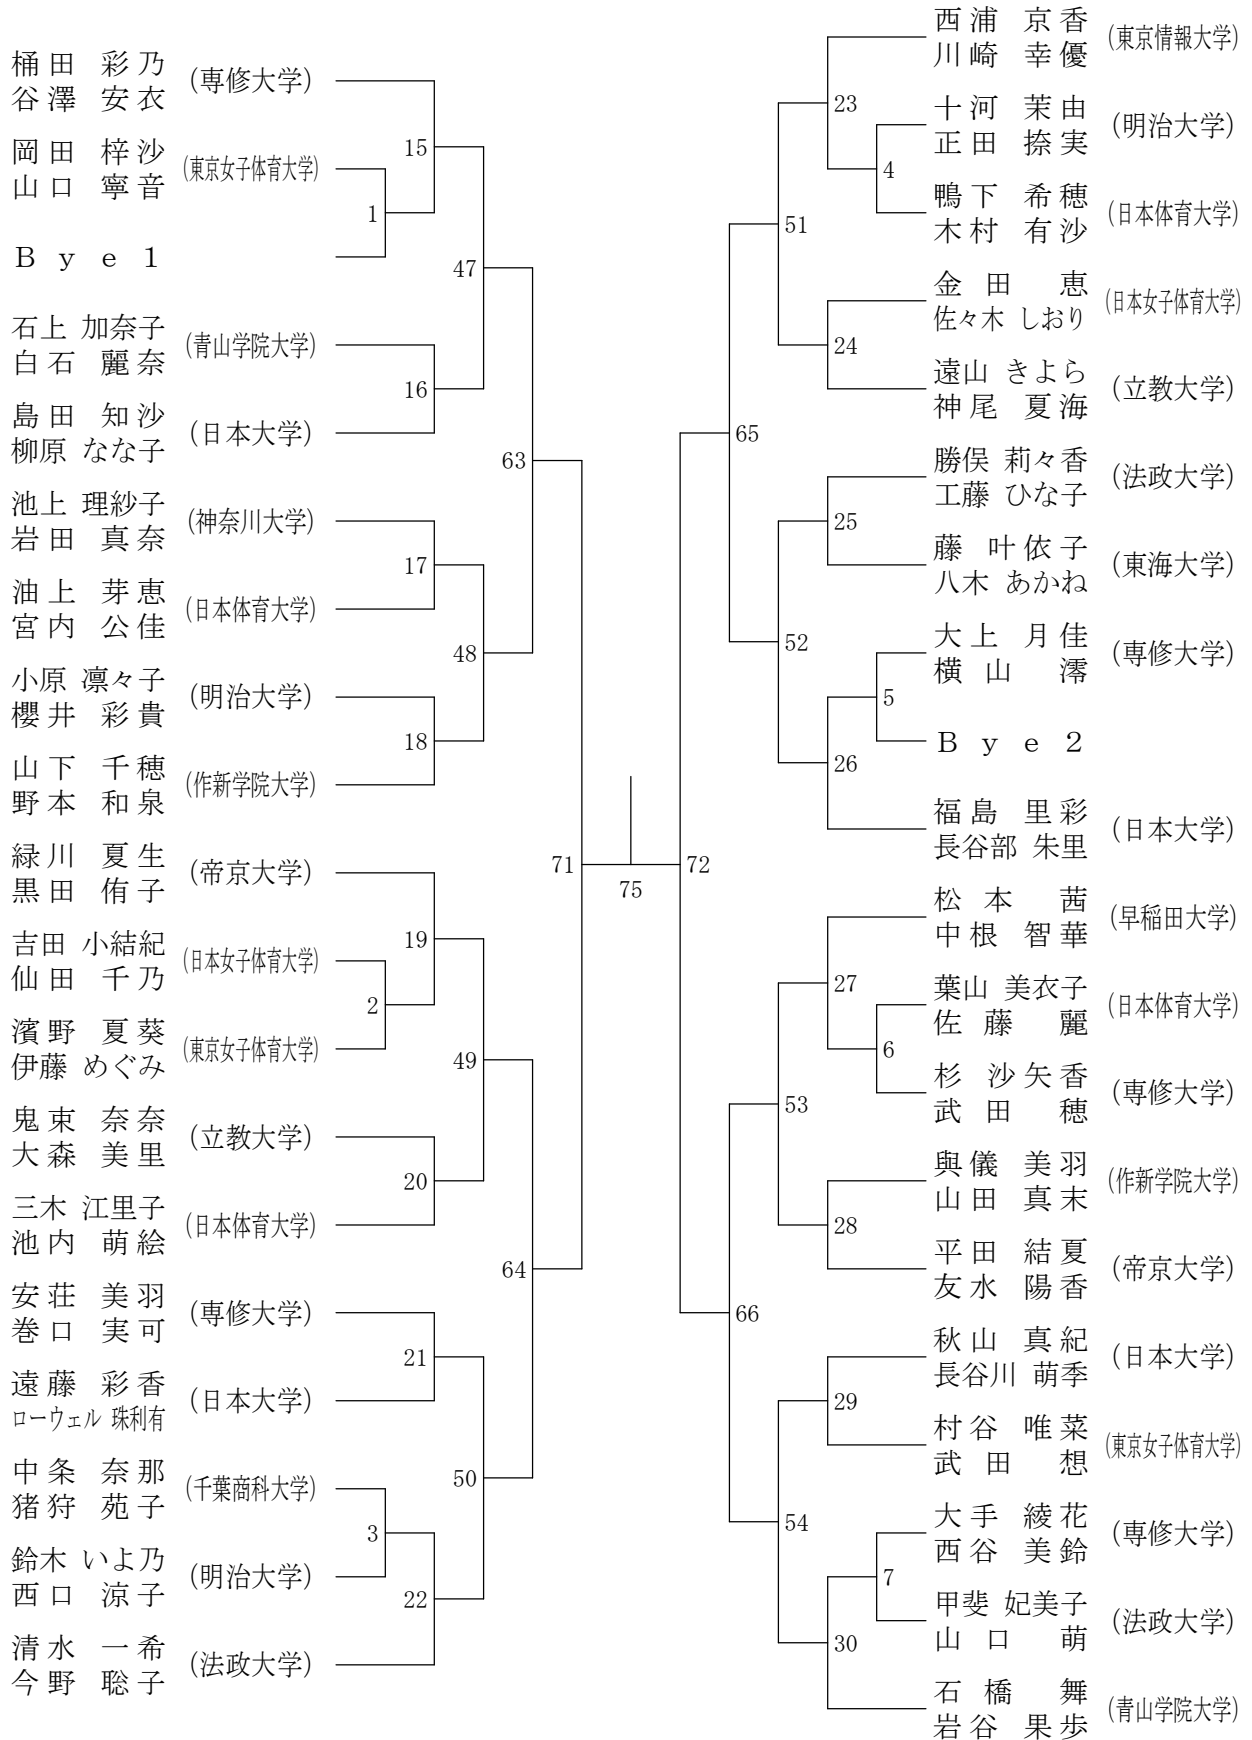 桶田 彩乃
谷澤 安衣
(専修大学)
岡田 梓沙
山口 寧音
(東京女子体育大学)
Bye1
石上 加奈子
白石 麗奈
(青山学院大学)
島田 知沙
柳原 なな子
(日本大学)
池上 理紗子
岩田 真奈
(神奈川大学)
油上 芽恵
宮内 公佳
(日本体育大学)
小原 凛々子
櫻井 彩貴
(明治大学)
山下 千穂
野本 和泉
(作新学院大学)
緑川 夏生
黒田 侑子
(帝京大学)
吉田 小結紀
仙田 千乃
(日本女子体育大学)
濱野 夏葵
伊藤 めぐみ
(東京女子体育大学)
鬼束 奈奈
大森 美里
(立教大学)
三木 江里子
池内 萌絵
(日本体育大学)
安荘 美羽
巻口 実可
(専修大学)
遠藤 彩香
ローウェル 珠利有
(日本大学)
中条 奈那
猪狩 苑子
(千葉商科大学)
鈴木 いよ乃
西口 涼子
(明治大学)
清水 一希
今野 聡子
(法政大学)
1
2
3
15
16
17
18
19
20
21
22
47
48
49
50
63
64
71
75
72
65
66
51
52
53
54
23
24
25
26
27
28
29
30
4
5
6
7
西浦 京香
川崎 幸優
(東京情報大学)
十河 茉由
正田 捺実
(明治大学)
鴨下 希穂
木村 有沙
(日本体育大学)
金田 恵
佐々木 しおり
(日本女子体育大学)
遠山 きよら
神尾 夏海
(立教大学)
勝俣 莉々香
工藤 ひな子
(法政大学)
藤 叶依子
八木 あかね
(東海大学)
大上 月佳
横山 澪
(専修大学)
Bye2
福島 里彩
長谷部 朱里
(日本大学)
松本 茜
中根 智華
(早稲田大学)
葉山 美衣子
佐藤 麗
(日本体育大学)
杉 沙矢香
武田 穂
(専修大学)
與儀 美羽
山田 真末
(作新学院大学)
平田 結夏
友水 陽香
(帝京大学)
秋山 真紀
長谷川 萌季
(日本大学)
村谷 唯菜
武田 想
(東京女子体育大学)
大手 綾花
西谷 美鈴
(専修大学)
甲斐 妃美子
山口 萌
(法政大学)
石橋 舞
岩谷 果歩
(青山学院大学)